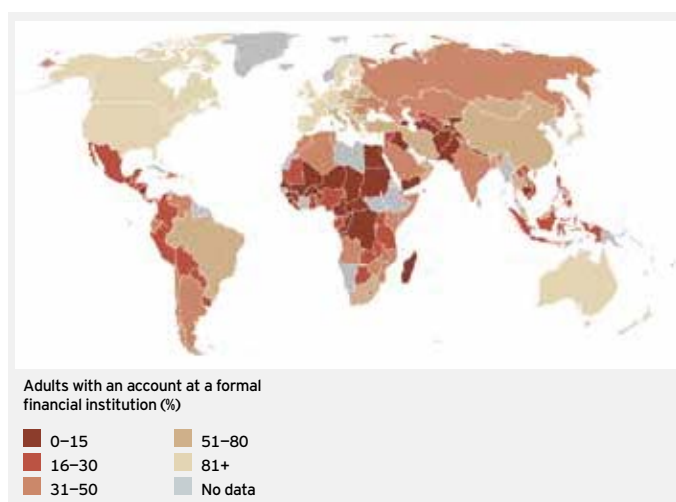 Adults with an account at a formal
financial institution (%)
0–15
16–30
31–50
51–80
81+
No data